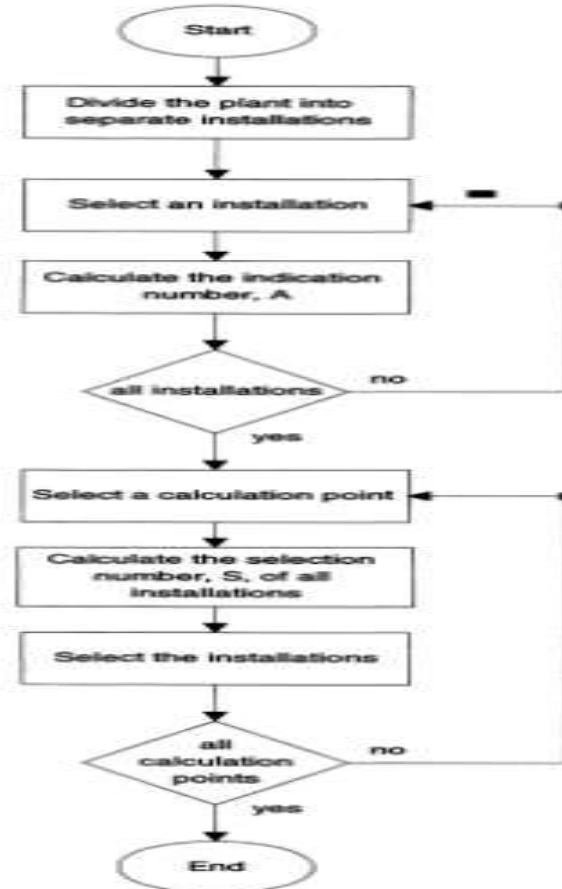 Start
Divide the plant into
separate installations
Select an installation
Calculate the indication
number, A
all installations
no
yes
Select a calculation point
Calculate the selection
number, S, of all
installations
Select the installations
all
calculation
points
no
yes
End